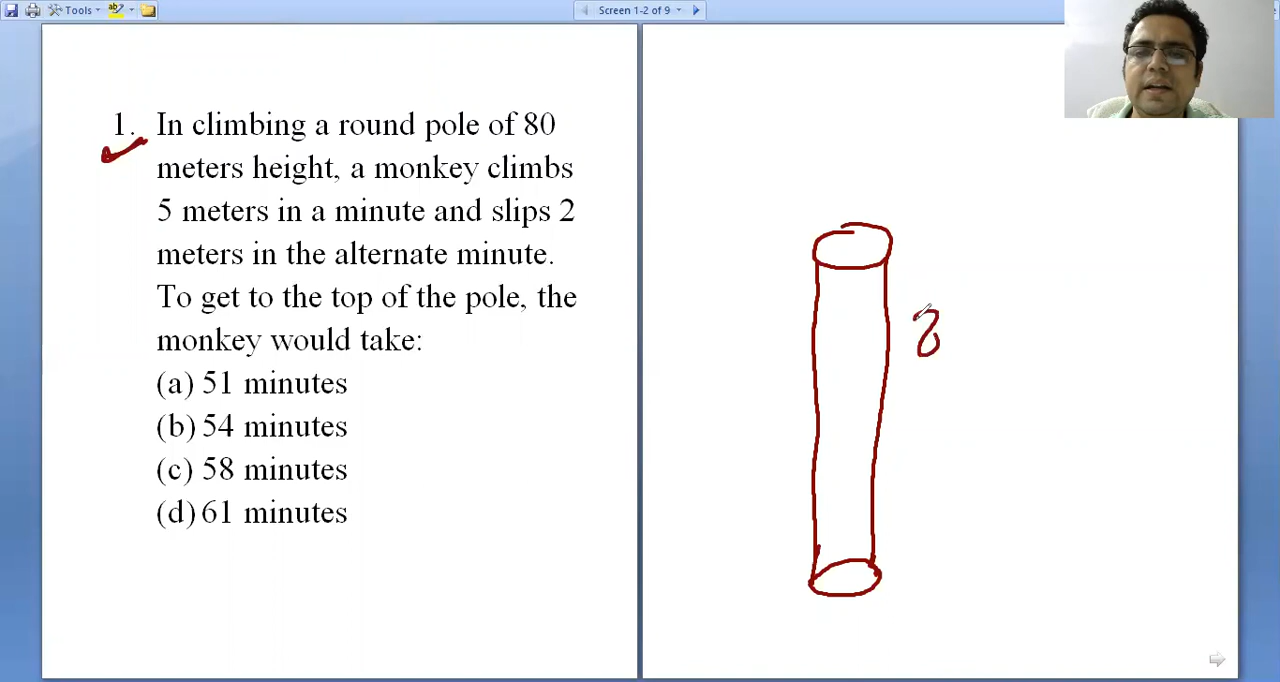 Tools
Screen 1-2 of 9
1. In climbing a round pole of 80
meters height, a monkey climbs
5 meters in a minute and slips 2
meters in the alternate minute.
To get to the top of the pole, the
monkey would take:
(a) 51 minutes
(b) 54 minutes
(c) 58 minutes
(d) 61 minutes
8